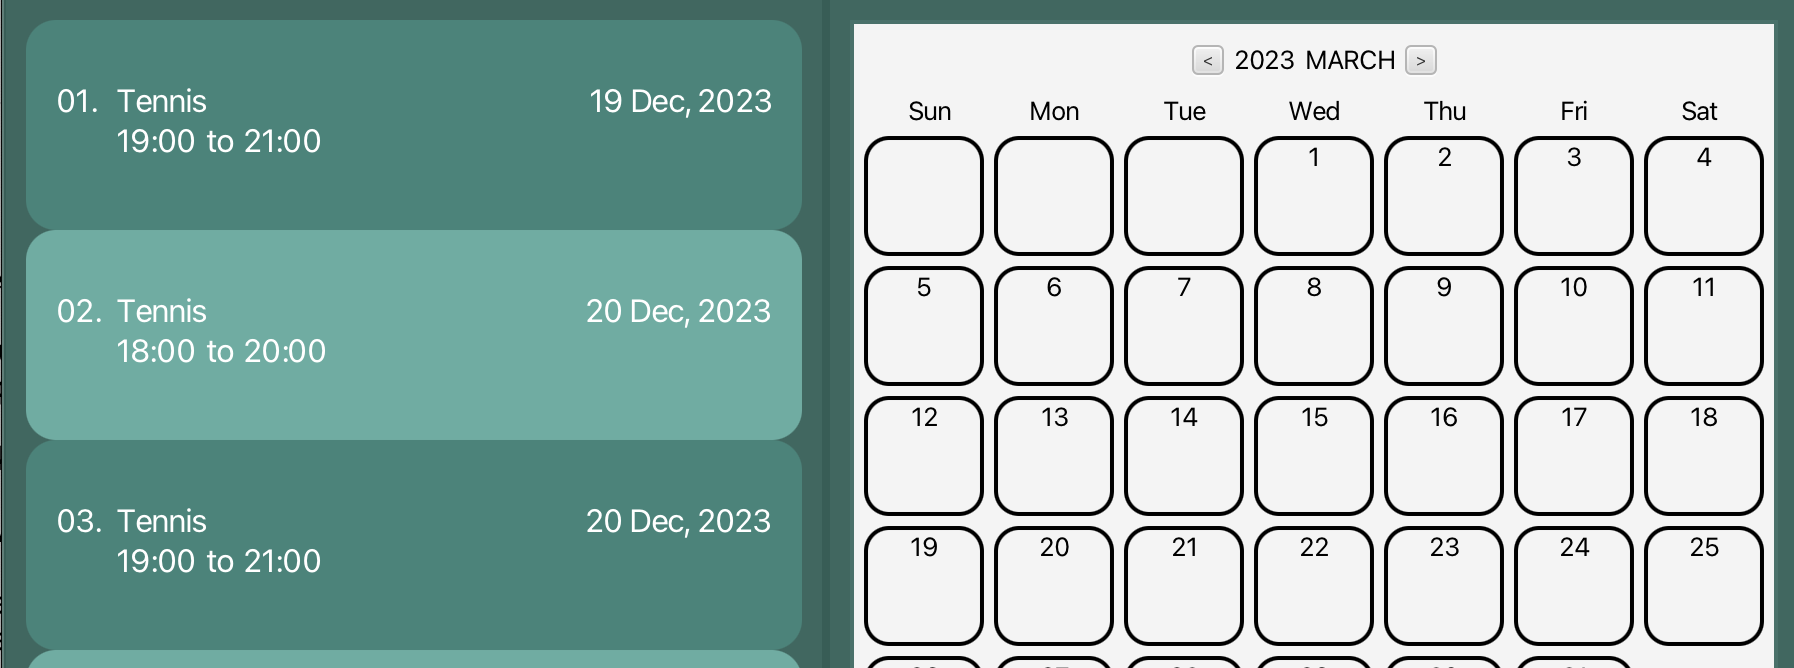 01. Tennis 19 Dec, 2023
19:00 to 21:00
02. Tennis 20 Dec, 2023
18:00 to 20:00
03. Tennis 20 Dec, 2023
19:00 to 21:00
< 2023 MARCH >
Sun Mon Tue Wed Thu Fri Sat
1 2 3 4
5 6 7 8 9 10 11
12 13 14 15 16 17 18
19 20 21 22 23 24 25